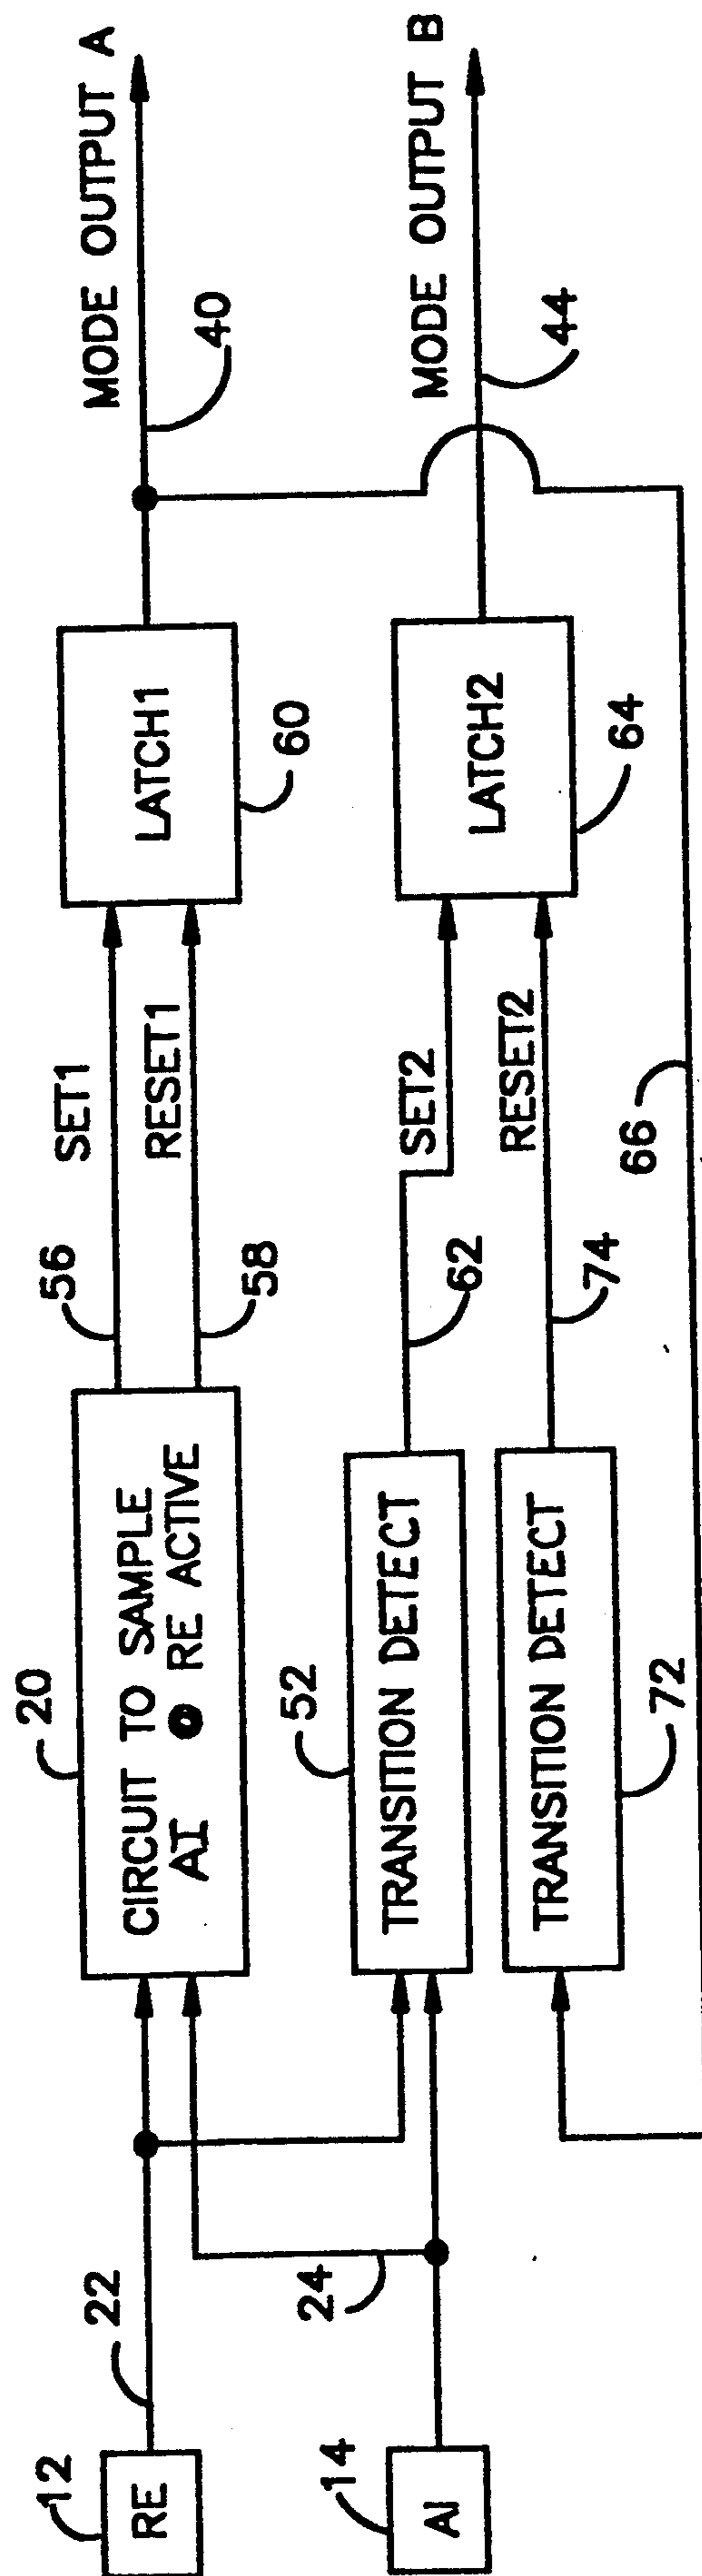 12
RE
22
20
CIRCUIT TO SAMPLE
AI @ RE ACTIVE
56
SET1
RESET1
58
LATCH1
60
MODE OUTPUT A
40
14
AI
24
52
TRANSITION DETECT
62
SET2
LATCH2
64
MODE OUTPUT B
44
TRANSITION DETECT
72
74
RESET2
66